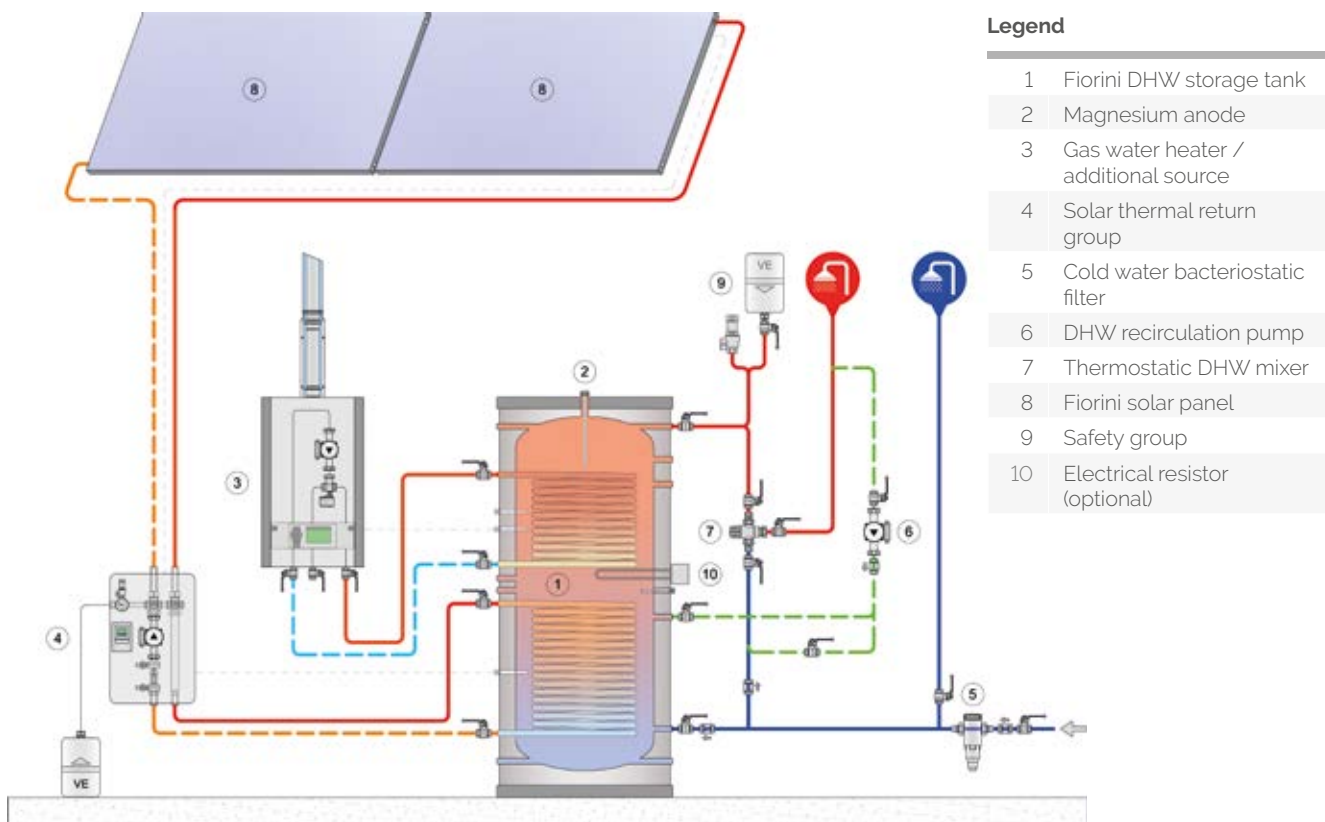 8
8
VE
9
2
3
7
6
10
1
4
5
VE
Legend
1 Fiorini DHW storage tank
2 Magnesium anode
3 Gas water heater /
additional source
4 Solar thermal return
group
5 Cold water bacteriostatic
filter
6 DHW recirculation pump
7 Thermostatic DHW mixer
8 Fiorini solar panel
9 Safety group
10 Electrical resistor
(optional)